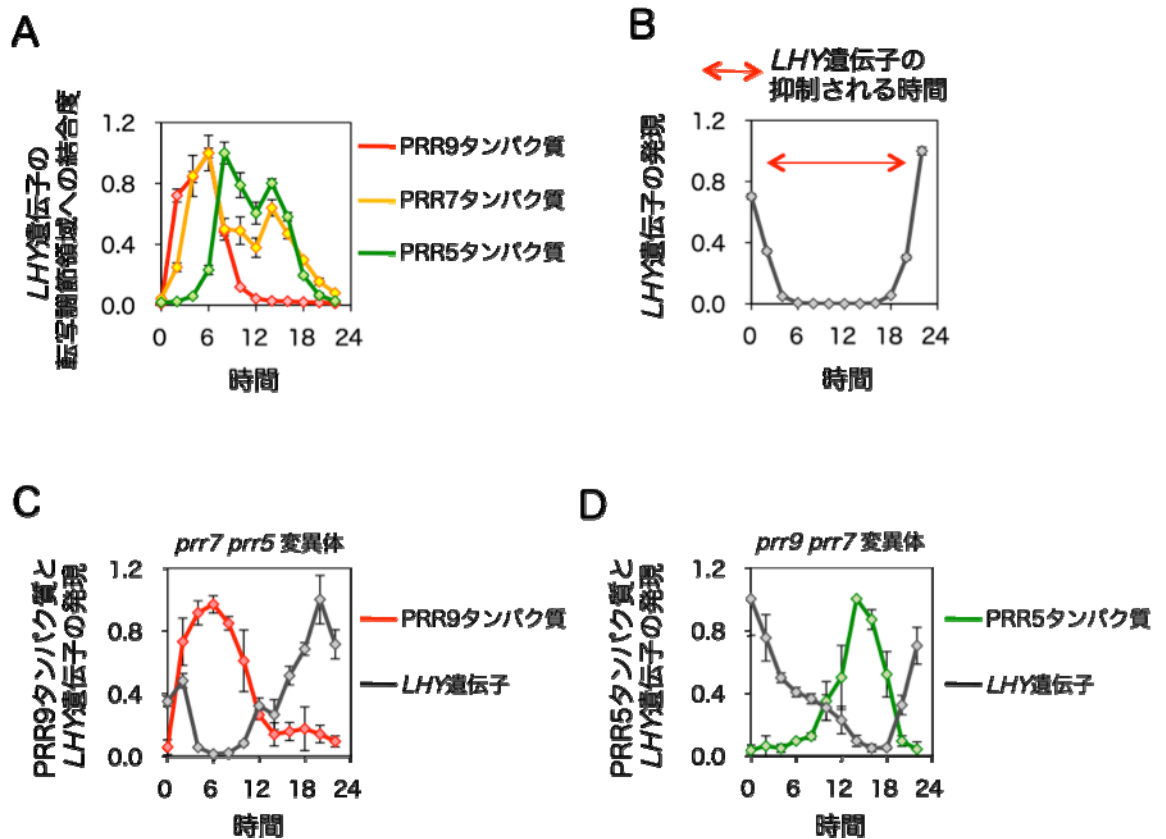 A
LHY遺伝子の
転写調節領域への結合度
1.2
0.8
0.4
0.0
0 6 12 18 24
時間
PRR9タンパク質
PRR7タンパク質
PRR5タンパク質
B
LHY遺伝子の
抑制される時間
LHY遺伝子の発現
1.2
0.8
0.4
0.0
0 6 12 18 24
時間
C
prr7 prr5 変異体
PRR9タンパク質と
LHY遺伝子の発現
1.2
0.8
0.4
0.0
0 6 12 18 24
時間
PRR9タンパク質
LHY遺伝子
D
prr9 prr7 変異体
PRR5タンパク質と
LHY遺伝子の発現
1.2
0.8
0.4
0.0
0 6 12 18 24
時間
PRR5タンパク質
LHY遺伝子